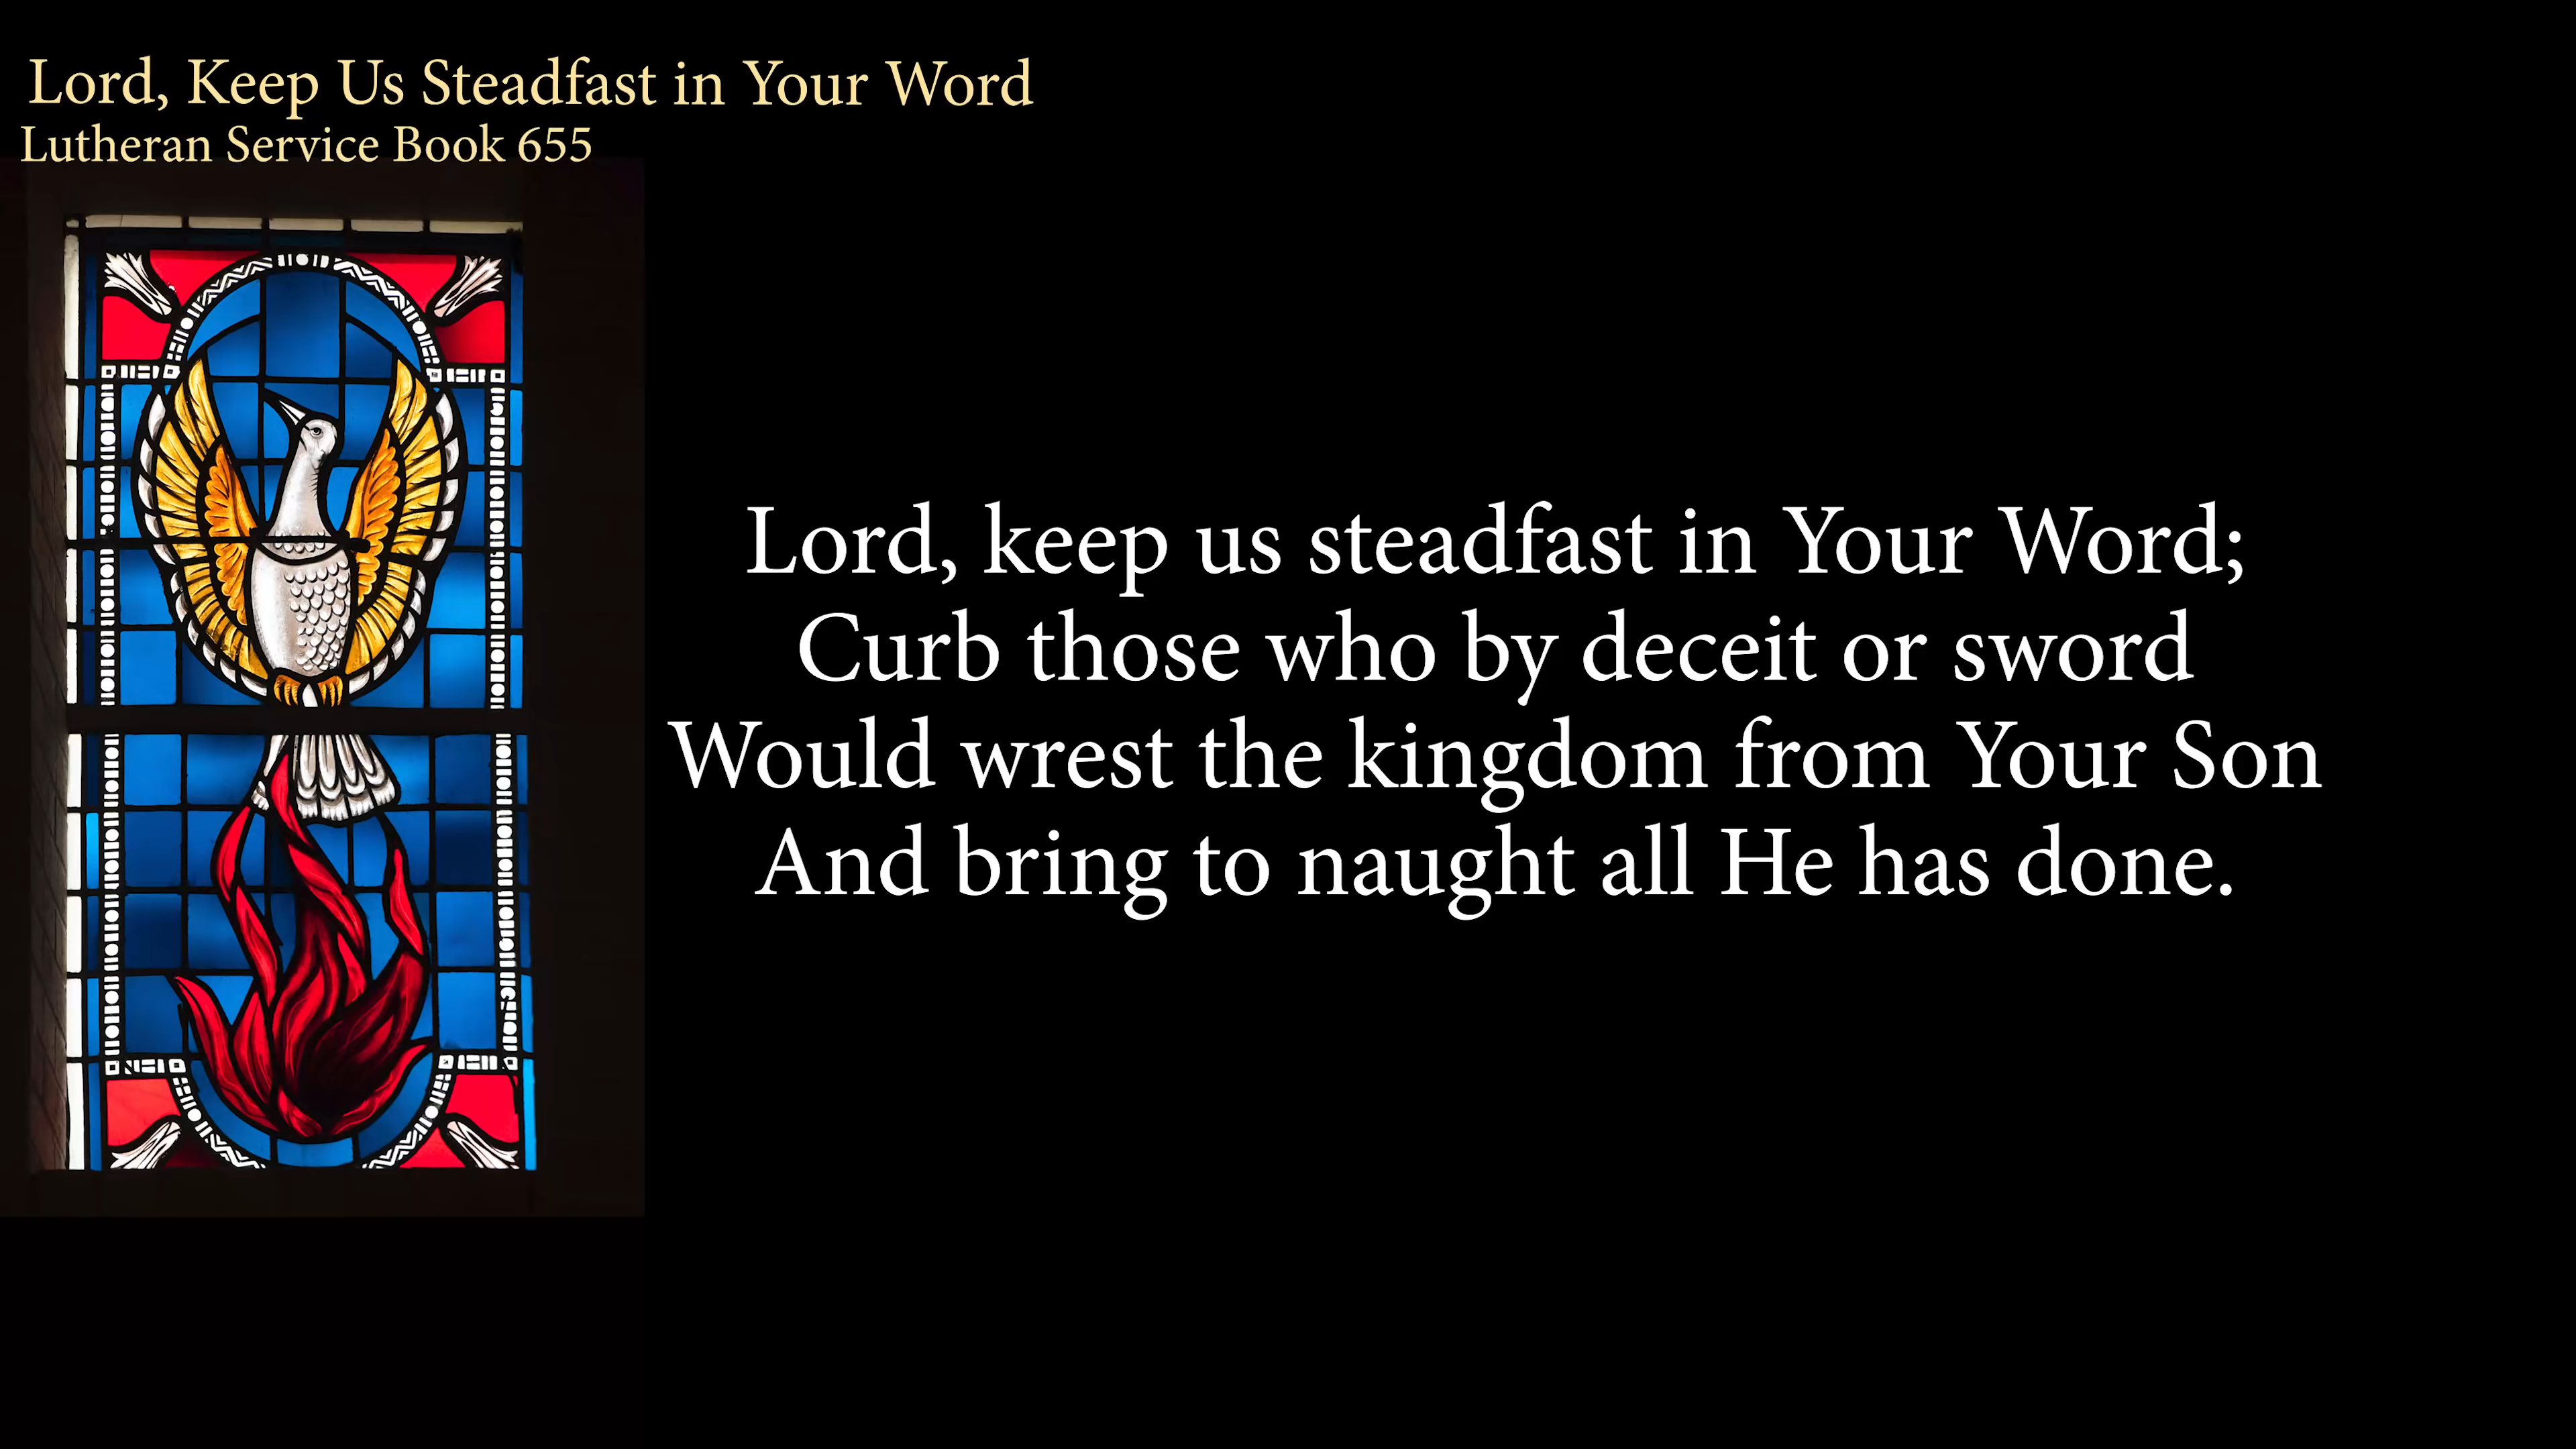 Lord, Keep Us Steadfast in Your Word
Lutheran Service Book 655
Lord, keep us steadfast in Your Word;
Curb those who by deceit or sword
Would wrest the kingdom from Your Son
And bring to naught all He has done.